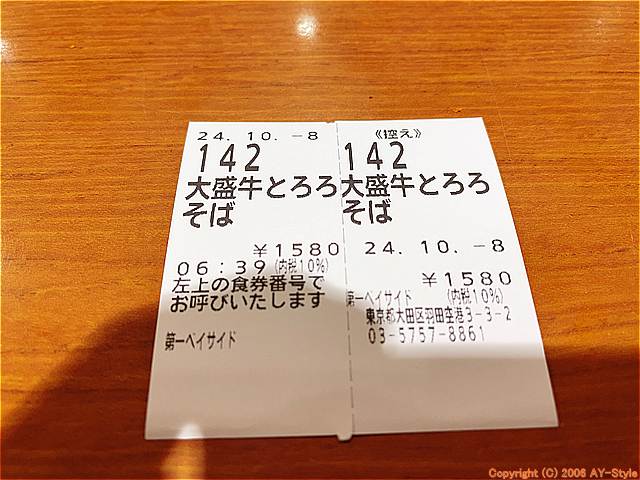 24. 10. -8
142
大盛牛とろろ
そば
¥1580
06:39 (内税10%)
左上の食券番号で
お呼びいたします
第一ベイサイド
《控え》
142
大盛牛とろろ
そば
24. 10. -8
¥1580
第一ベイサイド (内税10%)
東京都大田区羽田空港3-3-2
03-5757-8861
Copyright (C) 2006 AY-Style